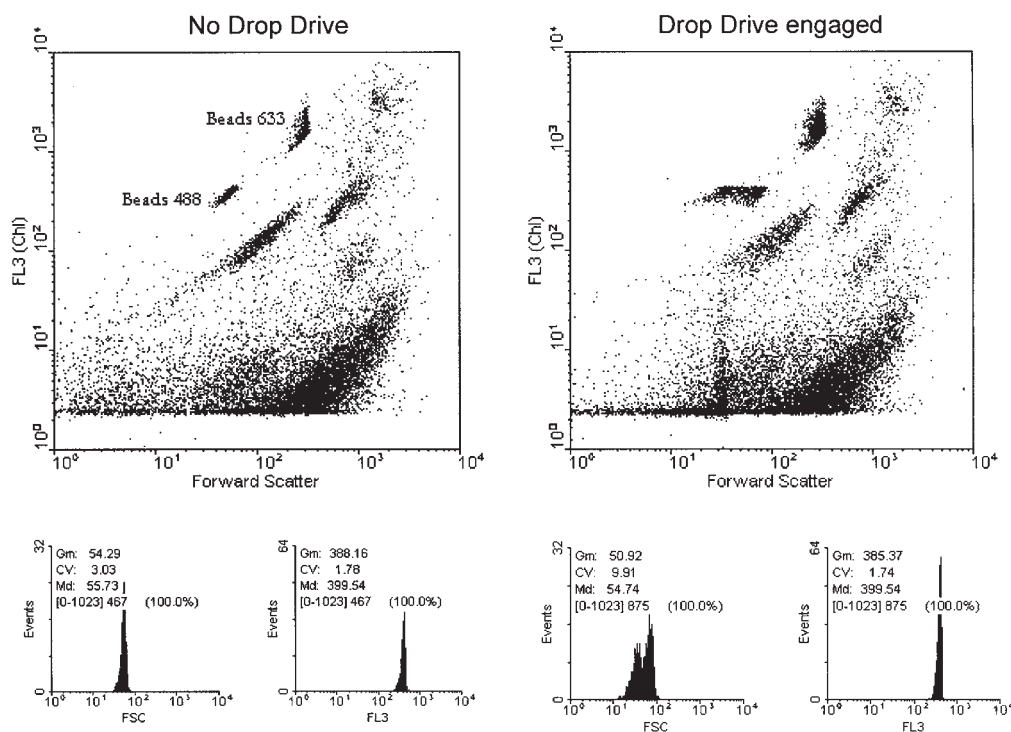 No Drop Drive
Drop Drive engaged
10⁴
10³
10²
10¹
10⁰
FL3 (Chl)
Beads 633
Beads 488
10⁰ 10¹ 10² 10³ 10⁴
Forward Scatter
10⁴
10³
10²
10¹
10⁰
FL3 (Chl)
10⁰ 10¹ 10² 10³ 10⁴
Forward Scatter
32
Events
0
Gm: 54.29
CV: 3.03
Md: 55.73
[0-1023] 467 (100.0%)
10⁰ 10¹ 10² 10³ 10⁴
FSC
64
Events
0
Gm: 388.16
CV: 1.78
Md: 399.54
[0-1023] 467 (100.0%)
10⁰ 10¹ 10² 10³ 10⁴
FL3
32
Events
0
Gm: 50.92
CV: 9.91
Md: 54.74
[0-1023] 875 (100.0%)
10⁰ 10¹ 10² 10³ 10⁴
FSC
64
Events
0
Gm: 385.37
CV: 1.74
Md: 399.54
[0-1023] 875 (100.0%)
10⁰ 10¹ 10² 10³ 10⁴
FL3